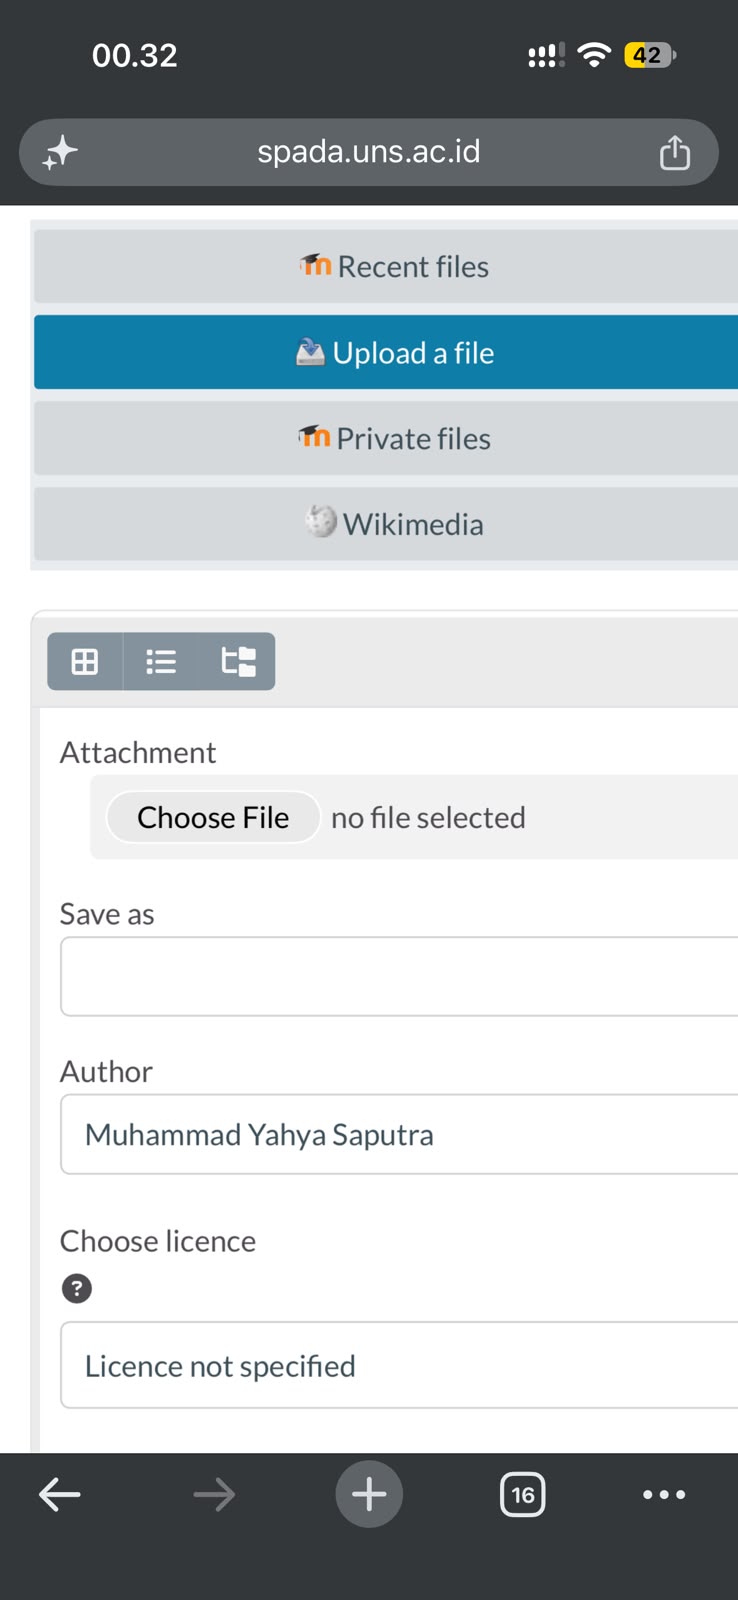 00.32
42
spada.uns.ac.id
Recent files
Upload a file
Private files
Wikimedia
Attachment
Choose File no file selected
Save as
Author
Muhammad Yahya Saputra
Choose licence
?
Licence not specified
16